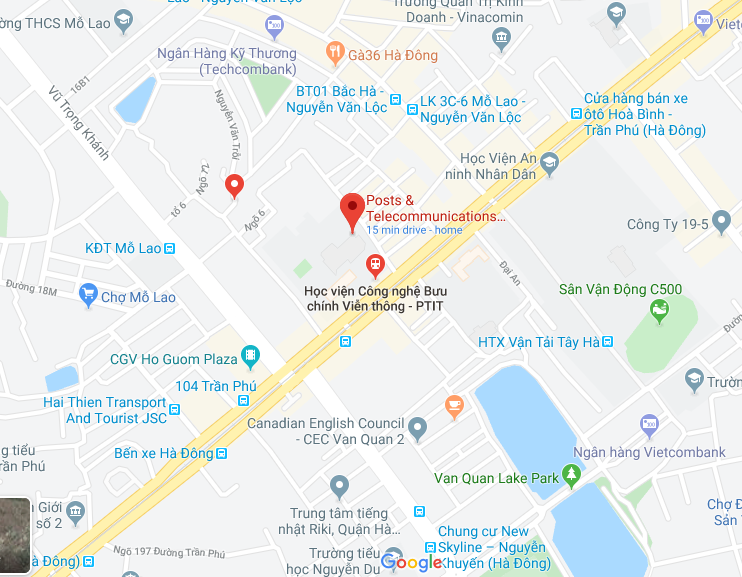 ờng THCS Mỗ Lao
Lao - Nguyễn Văn Lộc
Trường Quản Trị Kinh
Doanh - Vinacomin
Ngân Hàng Kỹ Thương
(Techcombank)
Gà36 Hà Đông
Vietc
1681
Vũ Trọng Khánh
Nguyễn Văn Trỗi
BT01 Bắc Hà -
Nguyễn Văn Lộc
LK 3C-6 Mỗ Lao -
Nguyễn Văn Lộc
Cửa hàng bán xe
ôtô Hoà Bình -
Trần Phú (Hà Đông)
Học Viện An
ninh Nhân Dân
Ngõ 72
tổ 6
Ngõ 6
Posts &
Telecommunications...
15 min drive - home
Công Ty 19-5
KĐT Mỗ Lao
Đường 18M
Chợ Mỗ Lao
Học viện Công nghệ Bưu
chính Viễn thông - PTIT
Đại An
Sân Vận Động C500
HTX Vận Tải Tây Hà
CGV Ho Guom Plaza
104 Trần Phú
Hai Thien Transport
And Tourist JSC
Trườn
Canadian English Council
- CEC Van Quan 2
Bến xe Hà Đông
ng tiểu
rần Phú
Ngân hàng Vietcombank
Van Quan Lake Park
Trung tâm tiếng
nhật Riki, Quận Hà...
Chợ Đ
Sản
n Giới
số 2
Chung cư New
Skyline – Nguyễn
Khuyến (Hà Đông)
Ngõ 197 Đường Trần Phú
Trường tiểu
học Nguyễn Du
Google
(Hà Đông)